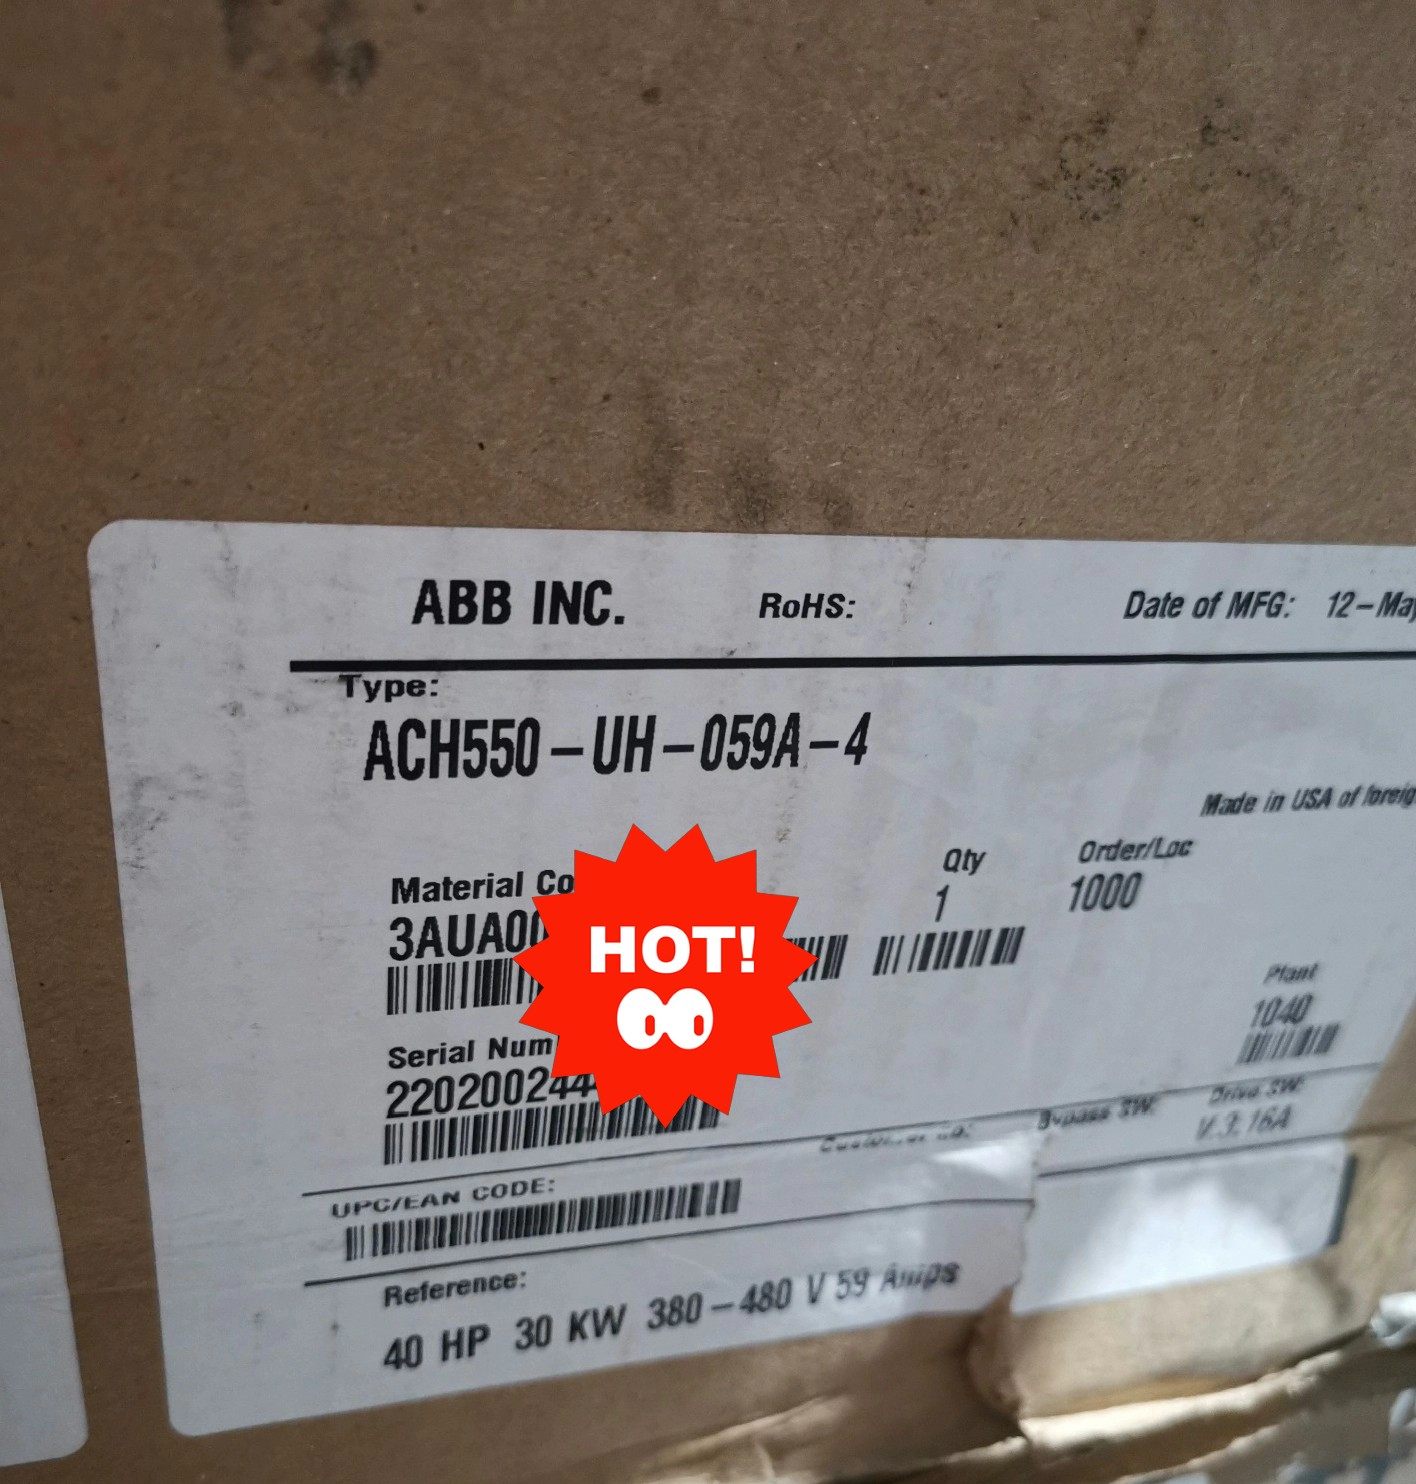 ABB INC. RoHS: Date of MFG: 12-May
Type:
ACH550-UH-059A-4
Made in USA of foreig
Material Co Qty Order/Loc
3AUA00 1 1000
HOT!
Plant
1040
Serial Num
220200244
Bypass SW: Drive SW:
V.3.16A
UPC/EAN CODE:
Reference:
40 HP 30 KW 380-480 V 59 Amps